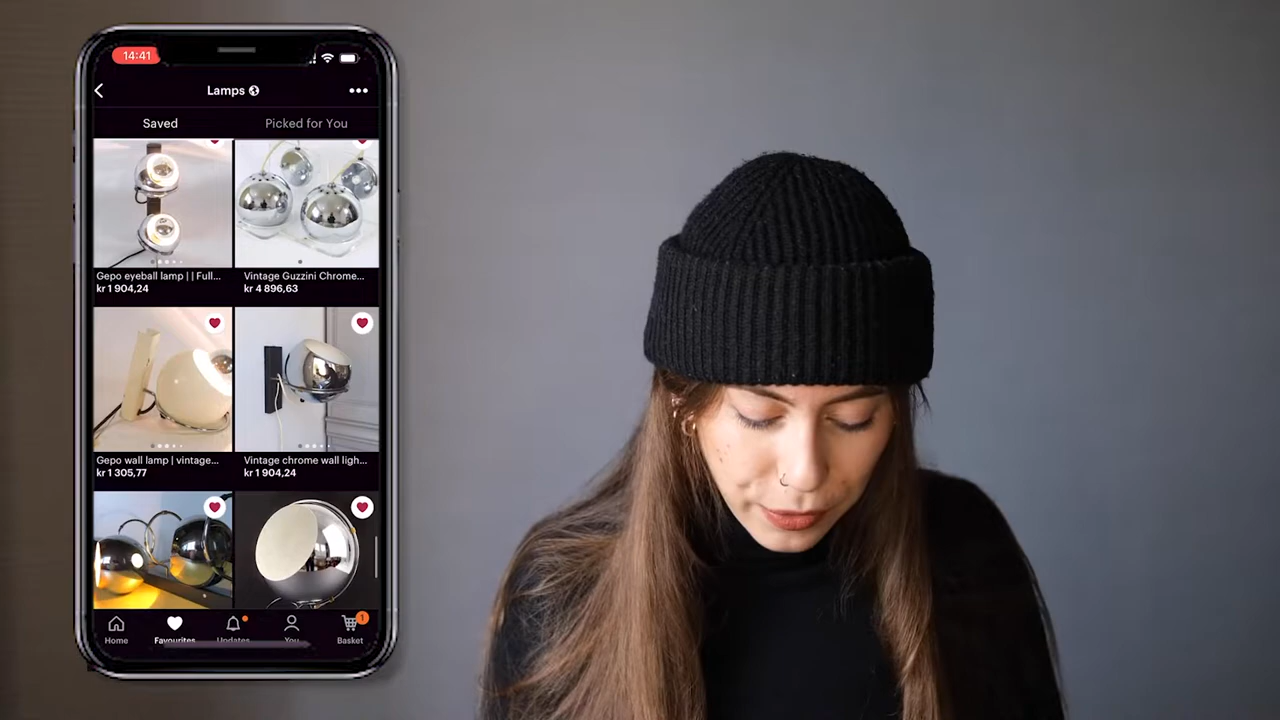 14:41
Lamps
Saved
Picked for You
Gepo eyeball lamp | | Full...
kr 1 904,24
Vintage Guzzini Chrome...
kr 4 896,63
Gepo wall lamp | vintage...
kr 1 305,77
Vintage chrome wall ligh...
kr 1 904,24
Home
Favourites
Updates
You
1
Basket